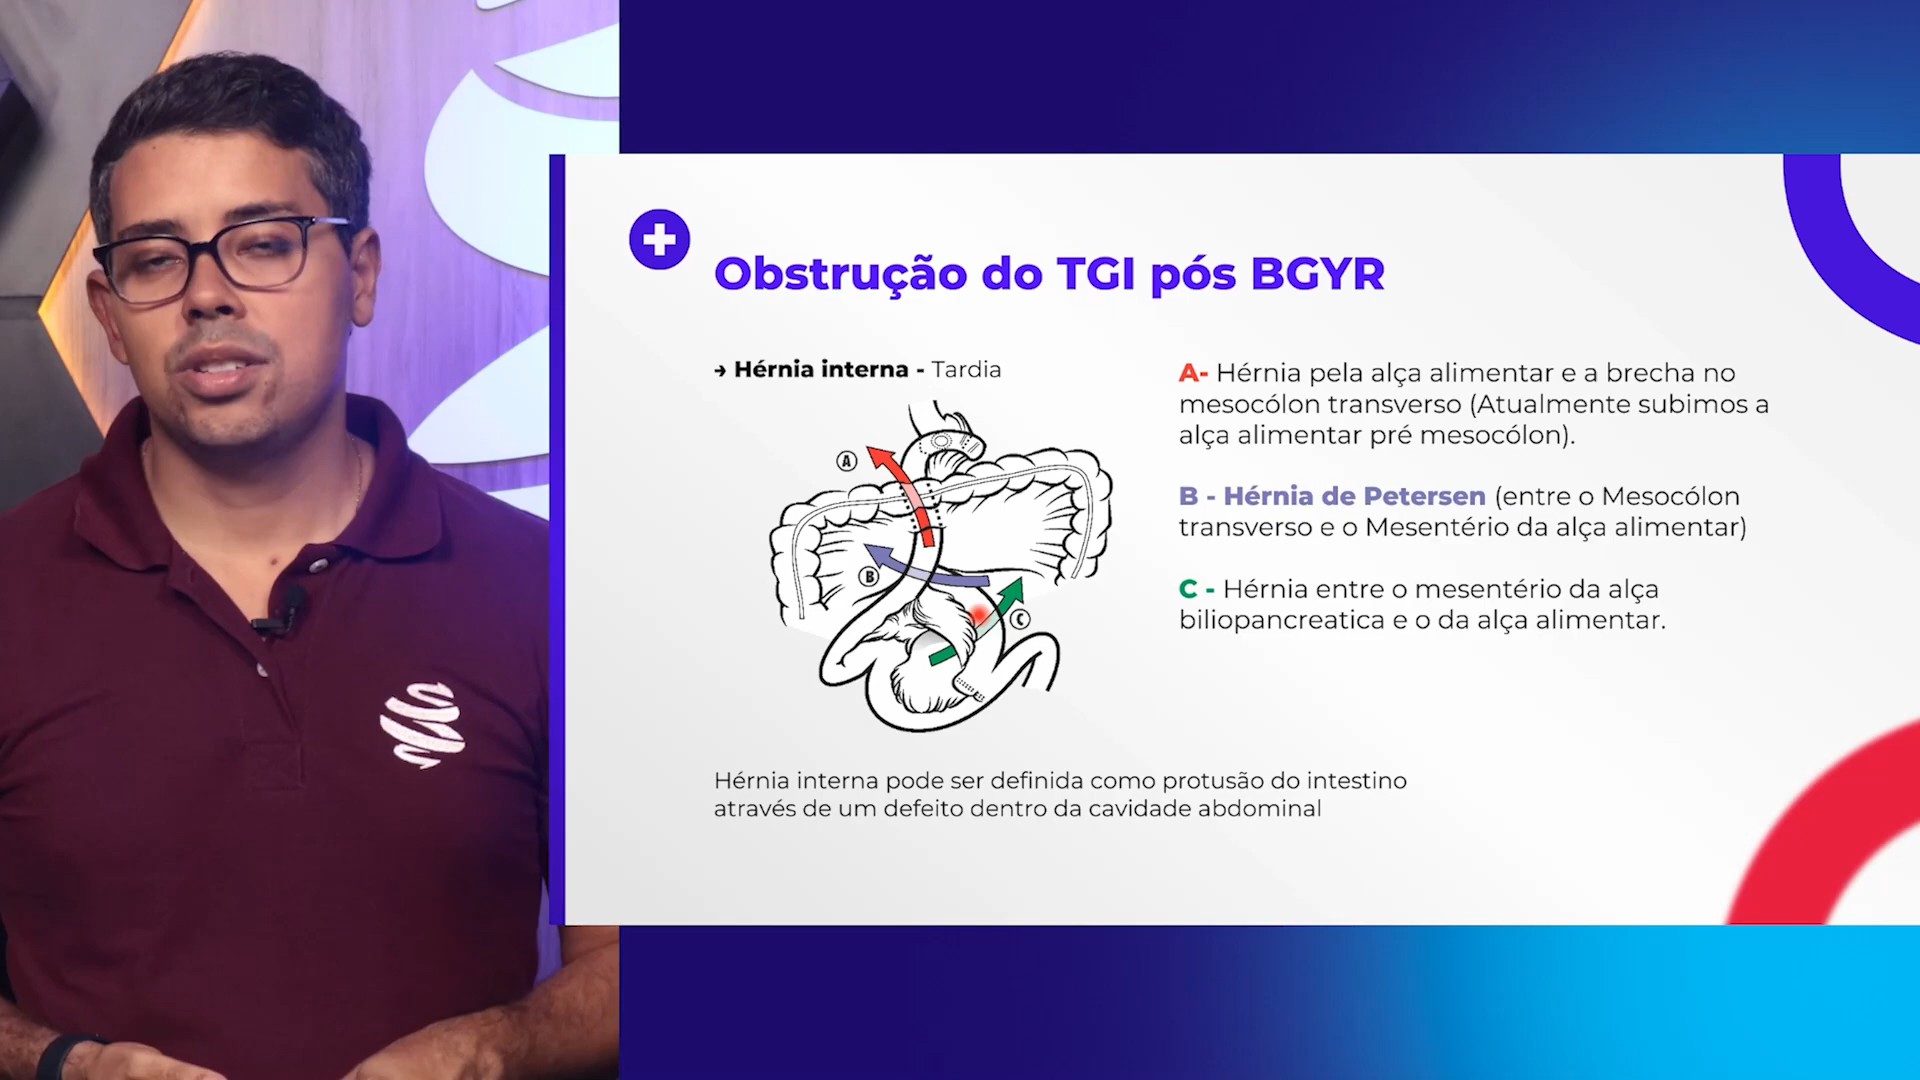 Obstrução do TGI pós BGYR
→ Hérnia interna - Tardia
A
B
C
A- Hérnia pela alça alimentar e a brecha no
mesocólon transverso (Atualmente subimos a
alça alimentar pré mesocólon).
B - Hérnia de Petersen (entre o Mesocólon
transverso e o Mesentério da alça alimentar)
C - Hérnia entre o mesentério da alça
biliopancreatica e o da alça alimentar.
Hérnia interna pode ser definida como protusão do intestino
através de um defeito dentro da cavidade abdominal